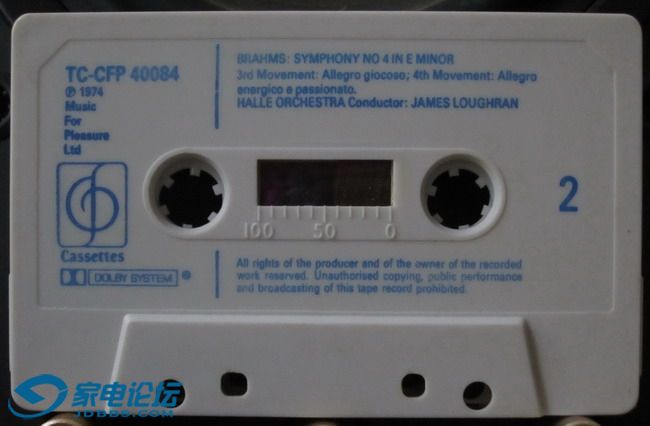 TC-CFP 40084
℗ 1974
Music
For
Pleasure
Ltd
Cassettes
DOLBY SYSTEM ®
BRAHMS: SYMPHONY NO 4 IN E MINOR
3rd Movement: Allegro giocoso; 4th Movement: Allegro
energico e passionato.
HALLE ORCHESTRA Conductor: JAMES LOUGHRAN
100 50 0
2
All rights of the producer and of the owner of the recorded
work reserved. Unauthorised copying, public performance
and broadcasting of this tape record prohibited.
家电论坛
JDBBS.COM